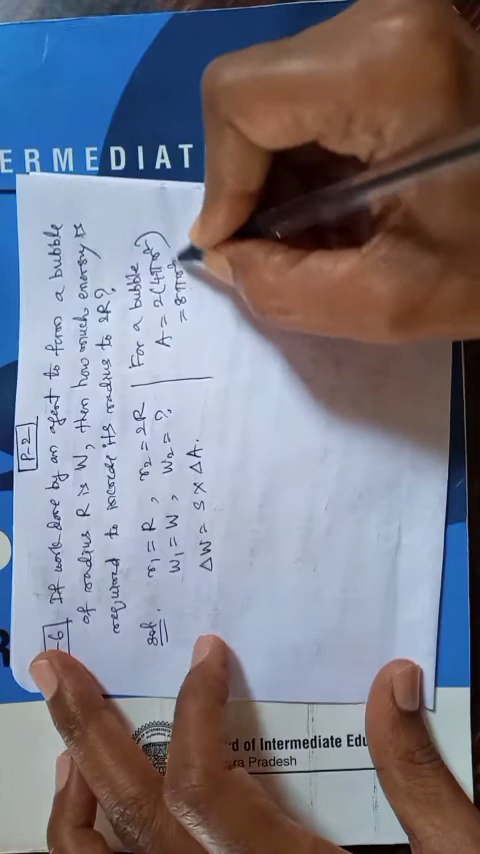 ERMEDIAT
P-2
-6 If work done by an agent to form a bubble
of radius R is W, then how much energy is
required to increase its radius to 2R?
Sol. r1 = R, r2 = 2R
W1 = W, W2 = ?
ΔW = S × ΔA.
For a bubble
A = 2(4πr²)
= 8πr²
R
rd of Intermediate Edu
ra Pradesh